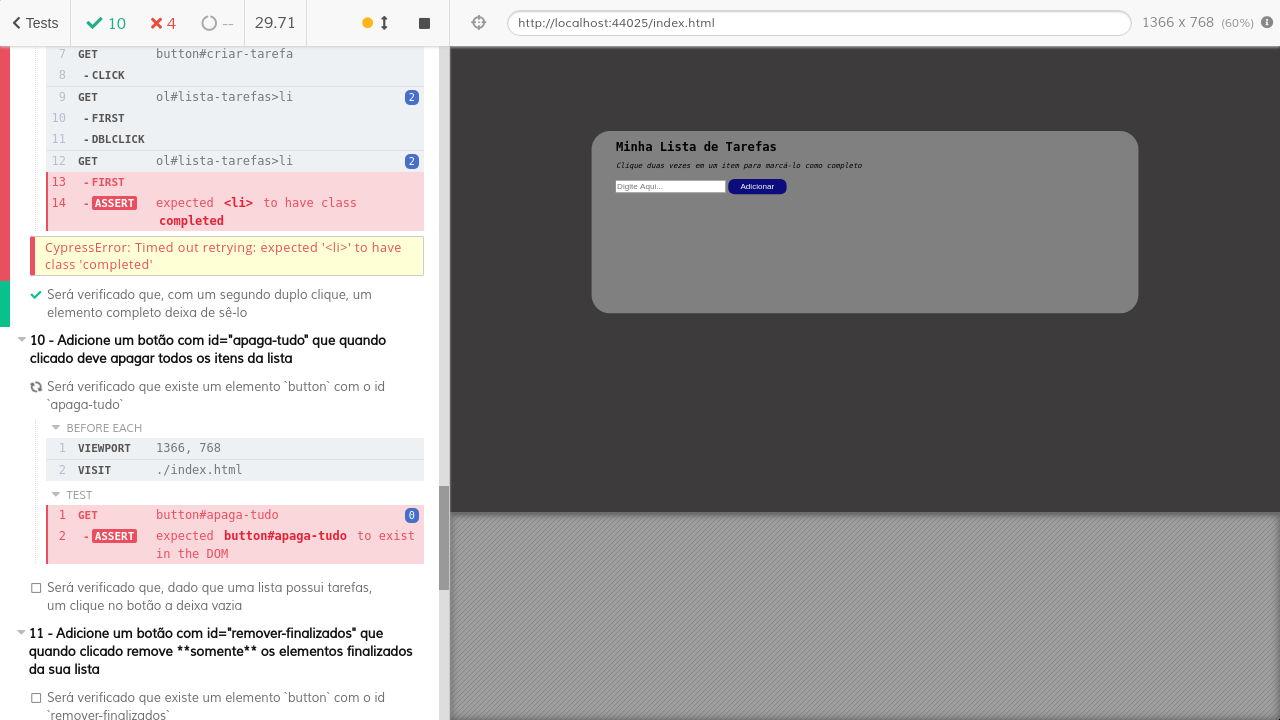 Tests
10
4
--
29.71
http://localhost:44025/index.html
1366 x 768 (60%)
7 GET button#criar-tarefa
8 - CLICK
9 GET ol#lista-tarefas>li 2
10 - FIRST
11 - DBLCLICK
12 GET ol#lista-tarefas>li 2
13 - FIRST
14 - ASSERT expected <li> to have class
completed
CypressError: Timed out retrying: expected '<li>' to have
class 'completed'
Será verificado que, com um segundo duplo clique, um
elemento completo deixa de sê-lo
10 - Adicione um botão com id="apaga-tudo" que quando
clicado deve apagar todos os itens da lista
Será verificado que existe um elemento `button` com o id
`apaga-tudo`
BEFORE EACH
1 VIEWPORT 1366, 768
2 VISIT ./index.html
TEST
1 GET button#apaga-tudo 0
2 - ASSERT expected button#apaga-tudo to exist
in the DOM
Será verificado que, dado que uma lista possui tarefas,
um clique no botão a deixa vazia
11 - Adicione um botão com id="remover-finalizados" que
quando clicado remove **somente** os elementos finalizados
da sua lista
Será verificado que existe um elemento `button` com o id
`remover-finalizados`
Minha Lista de Tarefas
Clique duas vezes em um item para marcá-lo como completo
Digite Aqui...
Adicionar